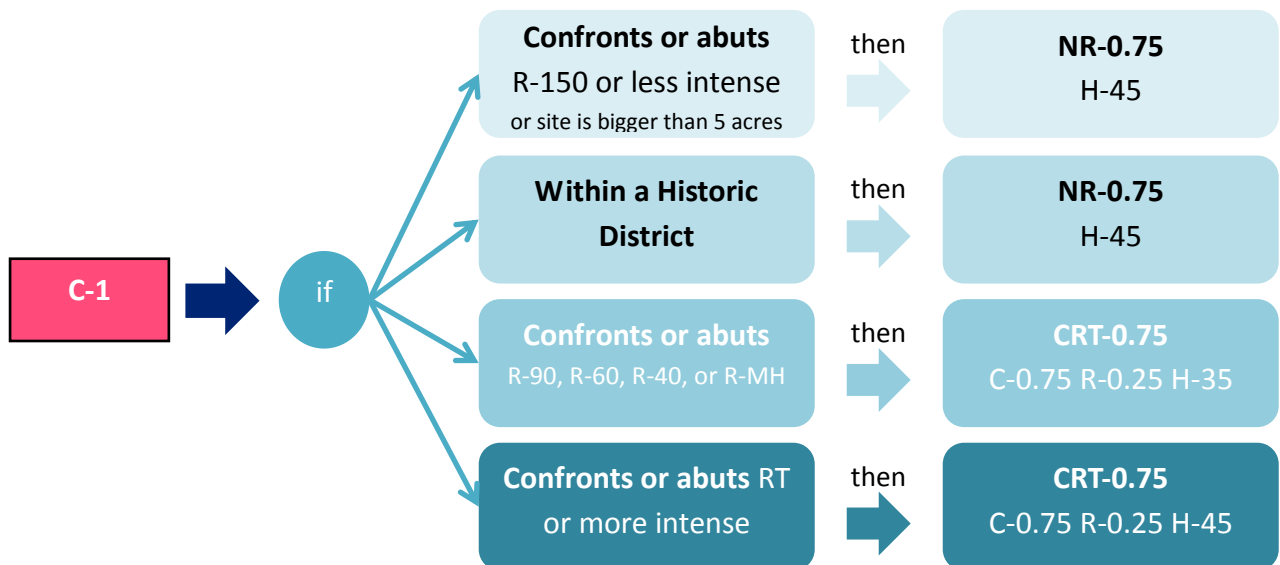 Confronts or abuts
R-150 or less intense
or site is bigger than 5 acres
then
NR-0.75
H-45
Within a Historic
District
then
NR-0.75
H-45
C-1
if
Confronts or abuts
R-90, R-60, R-40, or R-MH
then
CRT-0.75
C-0.75 R-0.25 H-35
Confronts or abuts RT
or more intense
then
CRT-0.75
C-0.75 R-0.25 H-45